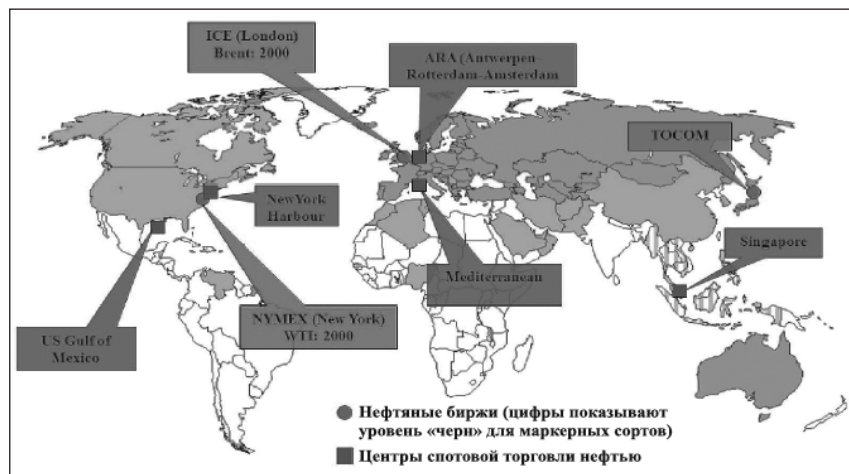 ICE (London)
Brent: 2000
ARA (Antwerpen-
Rotterdam-Amsterdam
TOCOM
NewYork
Harbour
Singapore
Mediterranean
NYMEX (New York)
WTI: 2000
US Gulf of
Mexico
Нефтяные биржи (цифры показывают
уровень «черн» для маркерных сортов)
Центры спотовой торговли нефтью